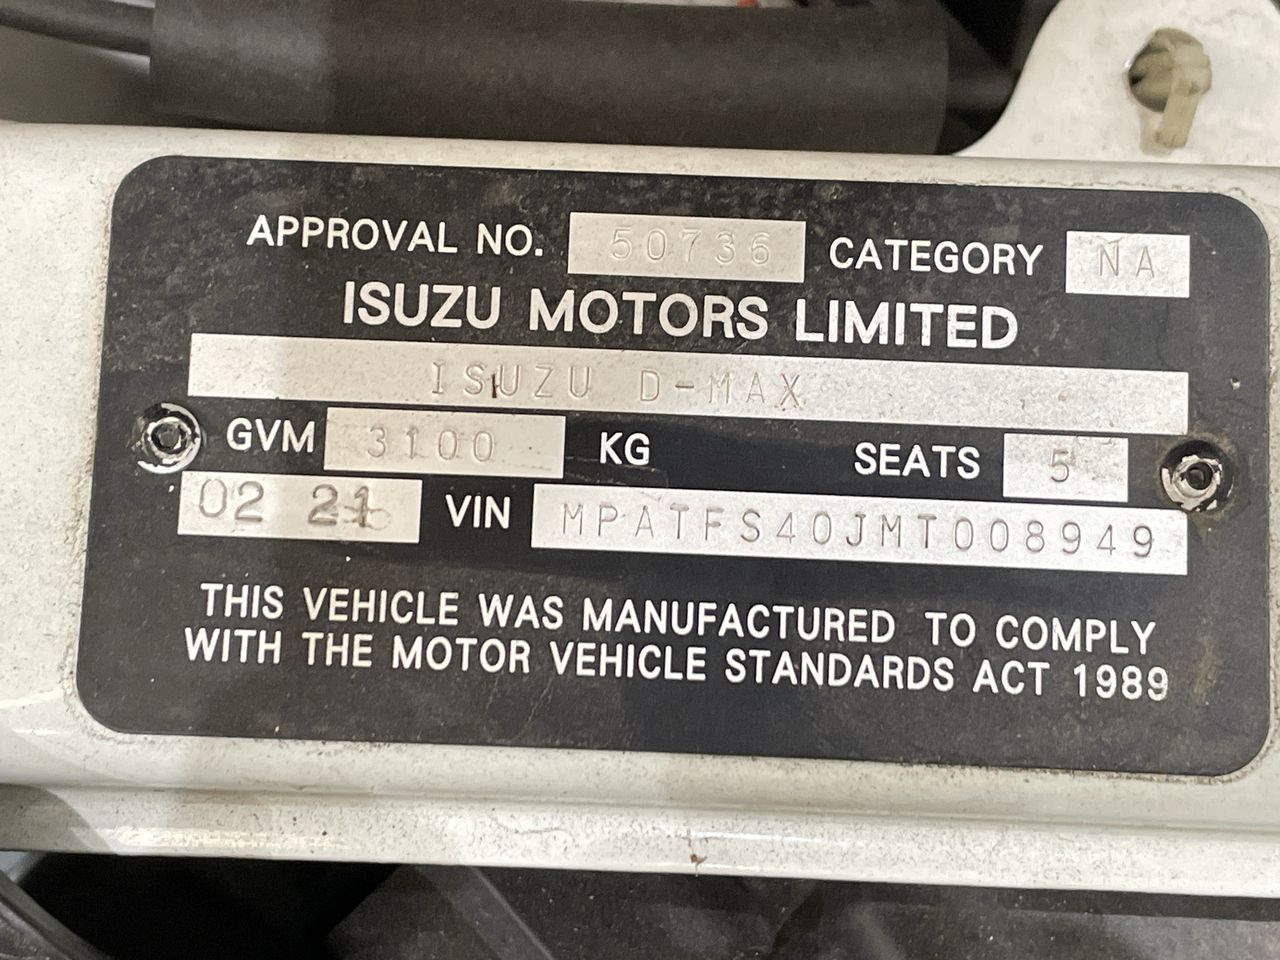 APPROVAL NO. 50736 CATEGORY NA
ISUZU MOTORS LIMITED
ISUZU D-MAX
GVM 3100 KG SEATS 5
02 21 VIN MPATFS40JMT008949
THIS VEHICLE WAS MANUFACTURED TO COMPLY
WITH THE MOTOR VEHICLE STANDARDS ACT 1989